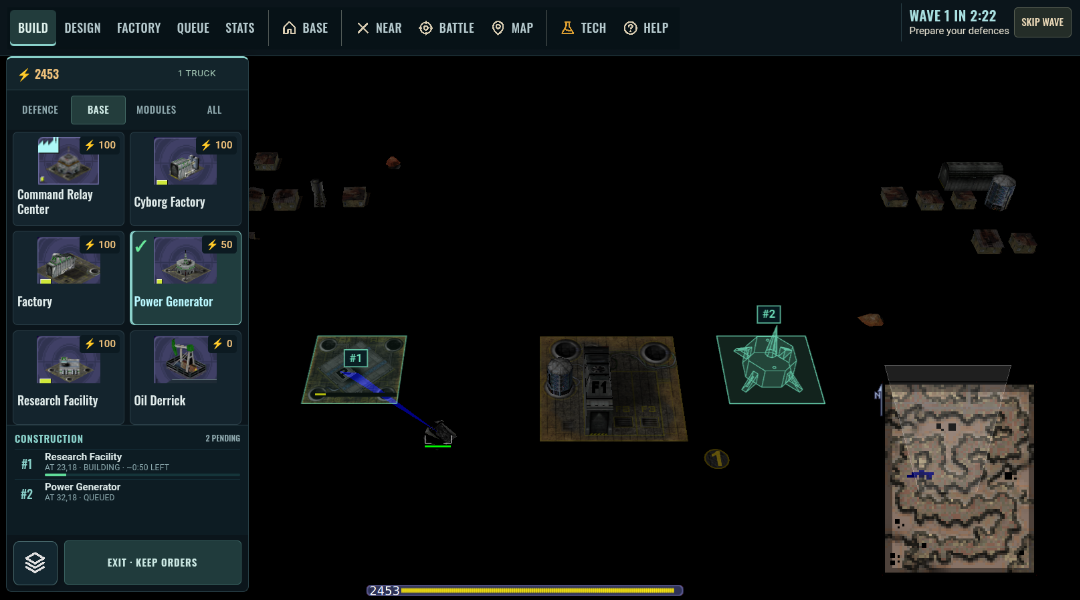 BUILD DESIGN FACTORY QUEUE STATS BASE NEAR BATTLE MAP TECH HELP
WAVE 1 IN 2:22
Prepare your defences
SKIP WAVE
2453
1 TRUCK
DEFENCE BASE MODULES ALL
100
Command Relay
Center
100
Cyborg Factory
100
Factory
50
Power Generator
100
Research Facility
0
Oil Derrick
CONSTRUCTION
2 PENDING
#1
Research Facility
AT 23,18 · BUILDING · ~0:50 LEFT
#2
Power Generator
AT 32,18 · QUEUED
EXIT · KEEP ORDERS
#1
#2
1
N
2453